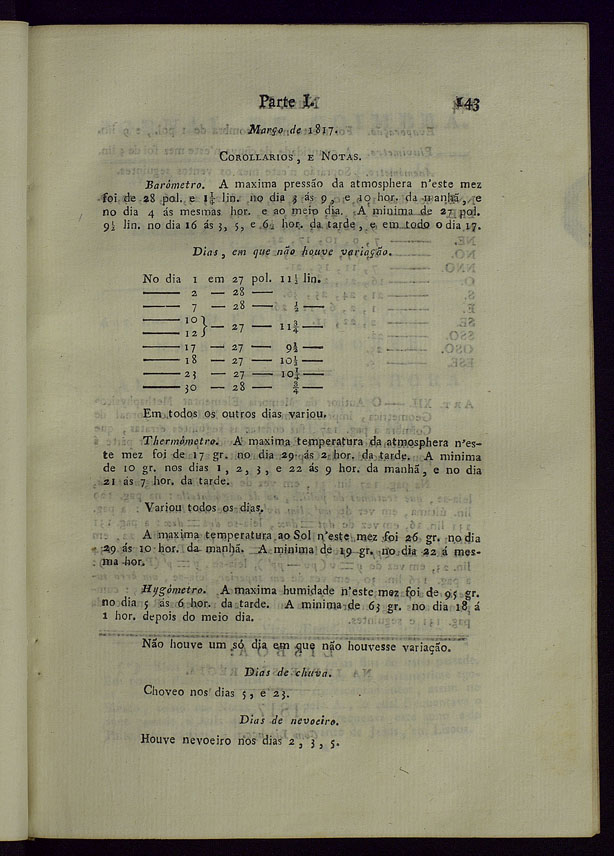 Parte I. 143
Março de 1817.
COROLLARIOS, E NOTAS.
Barómetro. A maxima pressão da atmosphera n'este mez
foi de 28 pol. e 1¼ lin. no dia 3 ás 9, e 10 hor. da manhã, e
no dia 4 ás mesmas hor. e ao meio dia. A minima de 27 pol.
9½ lin. no dia 16 ás 3, 5, e 6 hor. da tarde, e em todo o dia 17.
Dias, em que não houve variação.
No dia 1 em 27 pol. 11½ lin.
—— 2 — 28 —
—— 7 — 28 — ½ —
—— 10 } — 27 — 11¾ —
—— 12 }
—— 17 — 27 — 9½ —
—— 18 — 27 — 10½ —
—— 23 — 27 — 10¼ —
—— 30 — 28 — ¾ —
Em todos os outros dias variou.
Thermómetro. A maxima temperatura da atmosphera n'es-
te mez foi de 17 gr. no dia 29 ás 2 hor. da tarde. A minima
de 10 gr. nos dias 1, 2, 3, e 22 ás 9 hor. da manhã, e no dia
21 ás 7 hor. da tarde.
Variou todos os dias.
A maxima temperatura ao Sol n'este mez foi 26 gr. no dia
29 ás 10 hor. da manhã. A minima de 19 gr. no dia 22 á mes-
ma hor.
Hygómetro. A maxima humidade n'este mez foi de 95 gr.
no dia 5 ás 6 hor. da tarde. A minima de 63 gr. no dia 18 á
1 hor. depois do meio dia.
Não houve um só dia em que não houvesse variação.
Dias de chuva.
Choveo nos dias 5, e 23.
Dias de nevoeiro.
Houve nevoeiro nos dias 2, 3, 5.